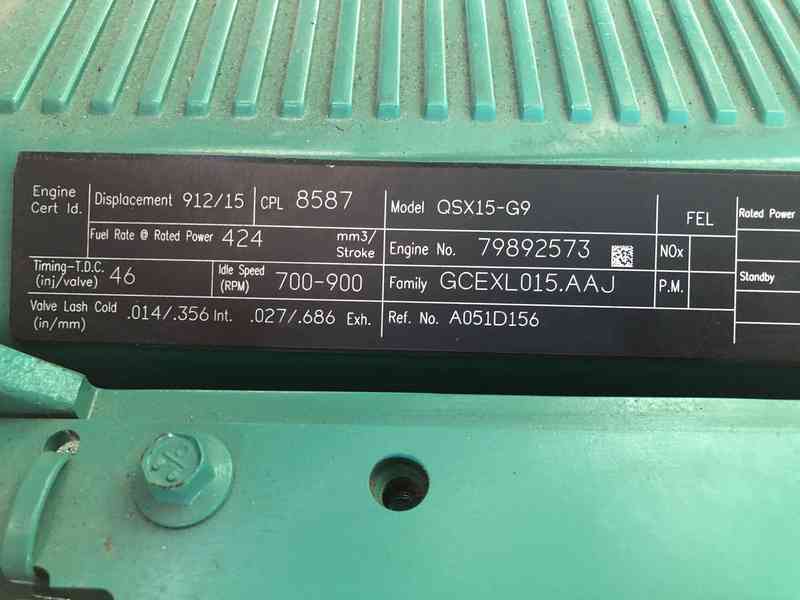 Engine Cert Id.
Displacement 912/15 CPL 8587
Fuel Rate @ Rated Power 424 mm3/Stroke
Timing-T.D.C. (inj/valve) 46 Idle Speed (RPM) 700-900
Valve Lash Cold (in/mm) .014/.356 Int. .027/.686 Exh.
Model QSX15-G9
Engine No. 79892573
Family GCEXL015.AAJ
Ref. No. A051D156
FEL
NOx
P.M.
Rated Power
Standby